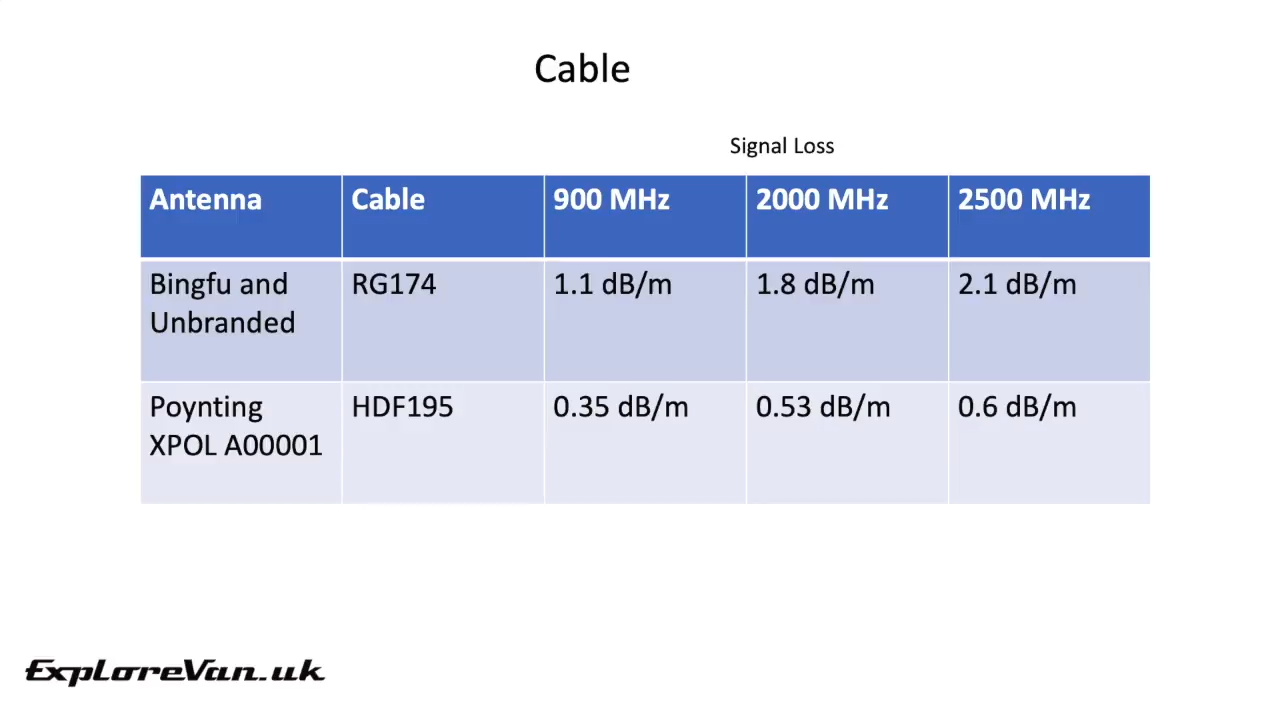 Cable
Signal Loss
Antenna Cable 900 MHz 2000 MHz 2500 MHz
Bingfu and RG174 1.1 dB/m 1.8 dB/m 2.1 dB/m
Unbranded
Poynting HDF195 0.35 dB/m 0.53 dB/m 0.6 dB/m
XPOL A00001
ExploreVan.uk